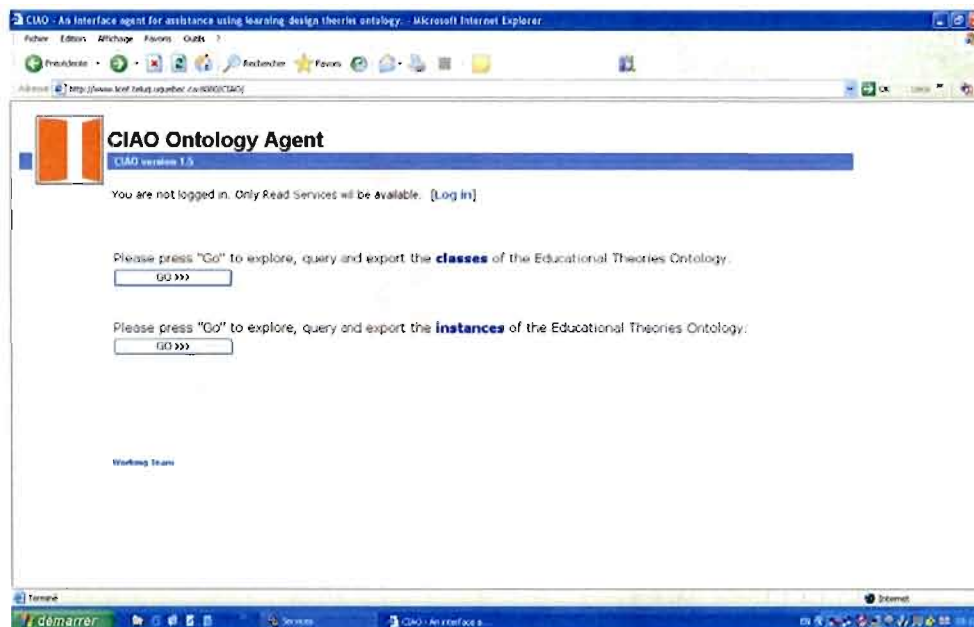 CIAO - An Interface agent for assistance using learning design theories ontology. - Microsoft Internet Explorer
Fichier Edition Affichage Favoris Outils ?
Précédente Rechercher Favoris
OK
CIAO Ontology Agent
CIAO version 1.5
You are not logged in. Only Read Services will be available. [Log in]
Please press "Go" to explore, query and export the classes of the Educational Theories Ontology.
GO >>>
Please press "Go" to explore, query and export the instances of the Educational Theories Ontology.
GO >>>
Working Team
Terminé Internet
démarrer Services CIAO - An interface a...